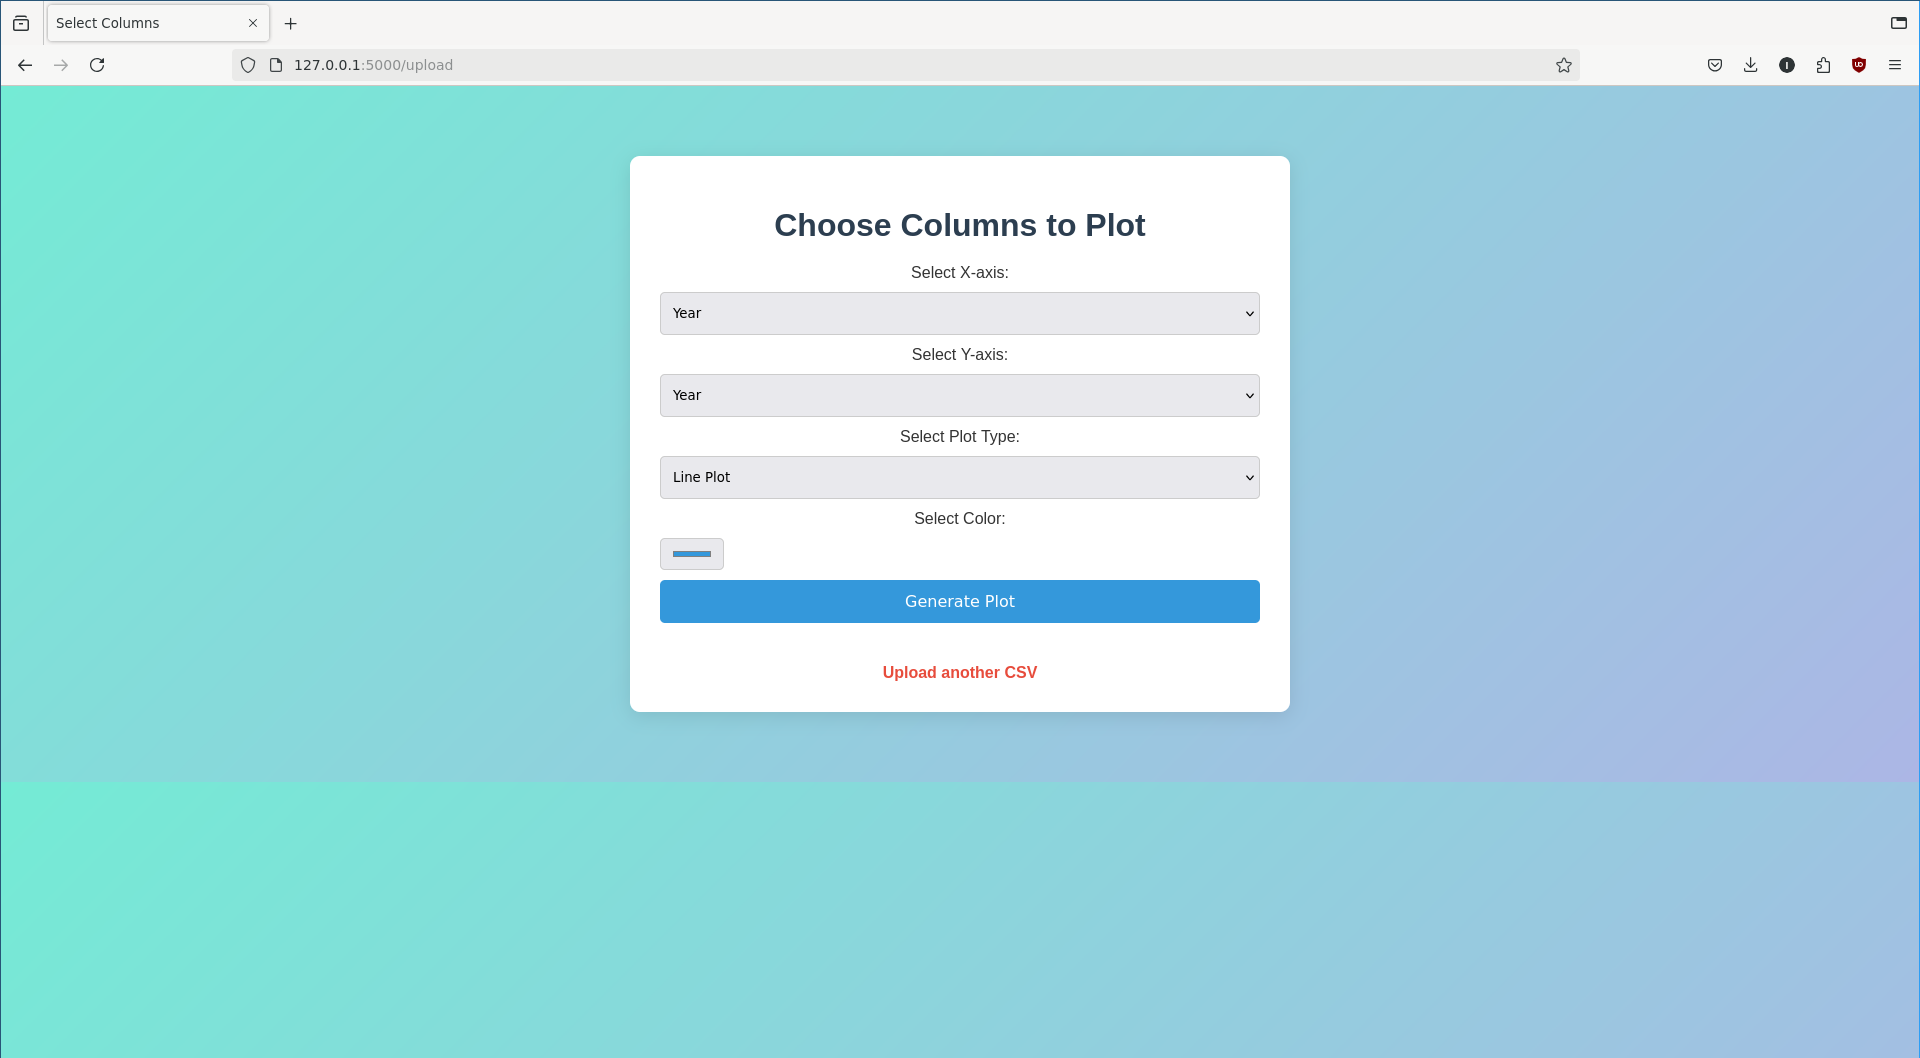 Select Columns
127.0.0.1:5000/upload
Choose Columns to Plot
Select X-axis:
Year
Select Y-axis:
Year
Select Plot Type:
Line Plot
Select Color:
Generate Plot
Upload another CSV